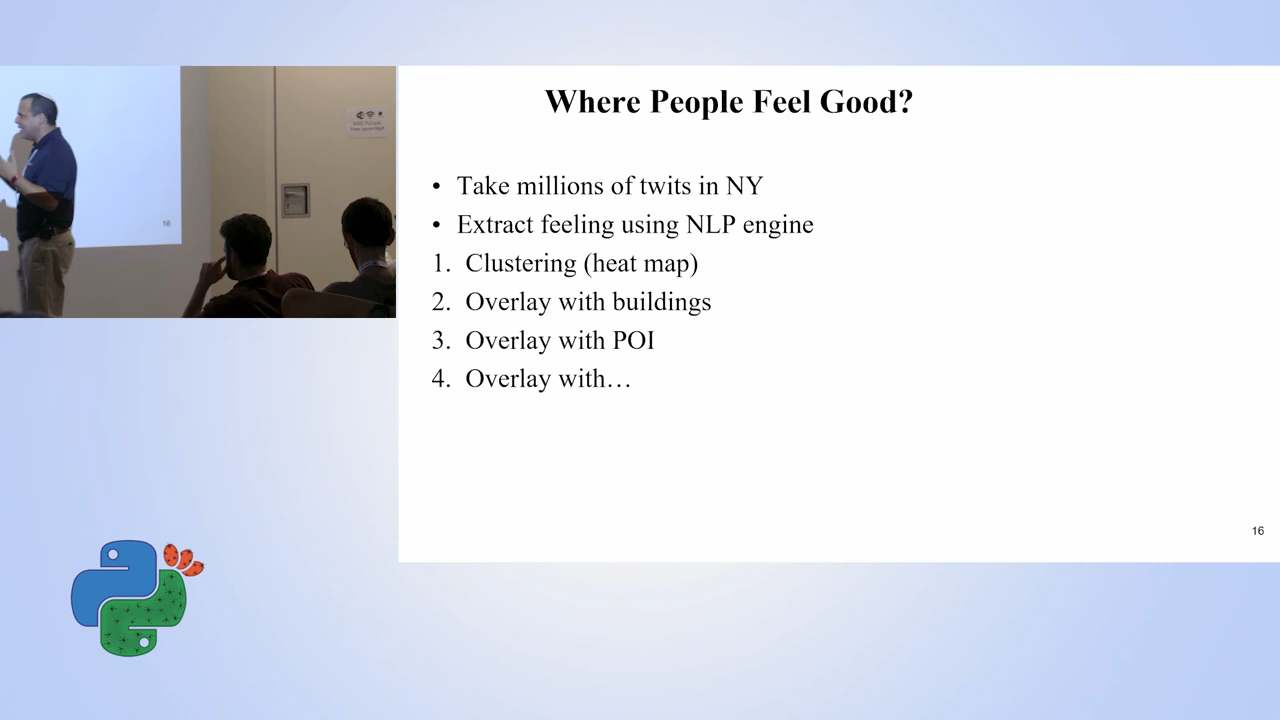 Where People Feel Good?
• Take millions of twits in NY
• Extract feeling using NLP engine
1. Clustering (heat map)
2. Overlay with buildings
3. Overlay with POI
4. Overlay with…
16
16